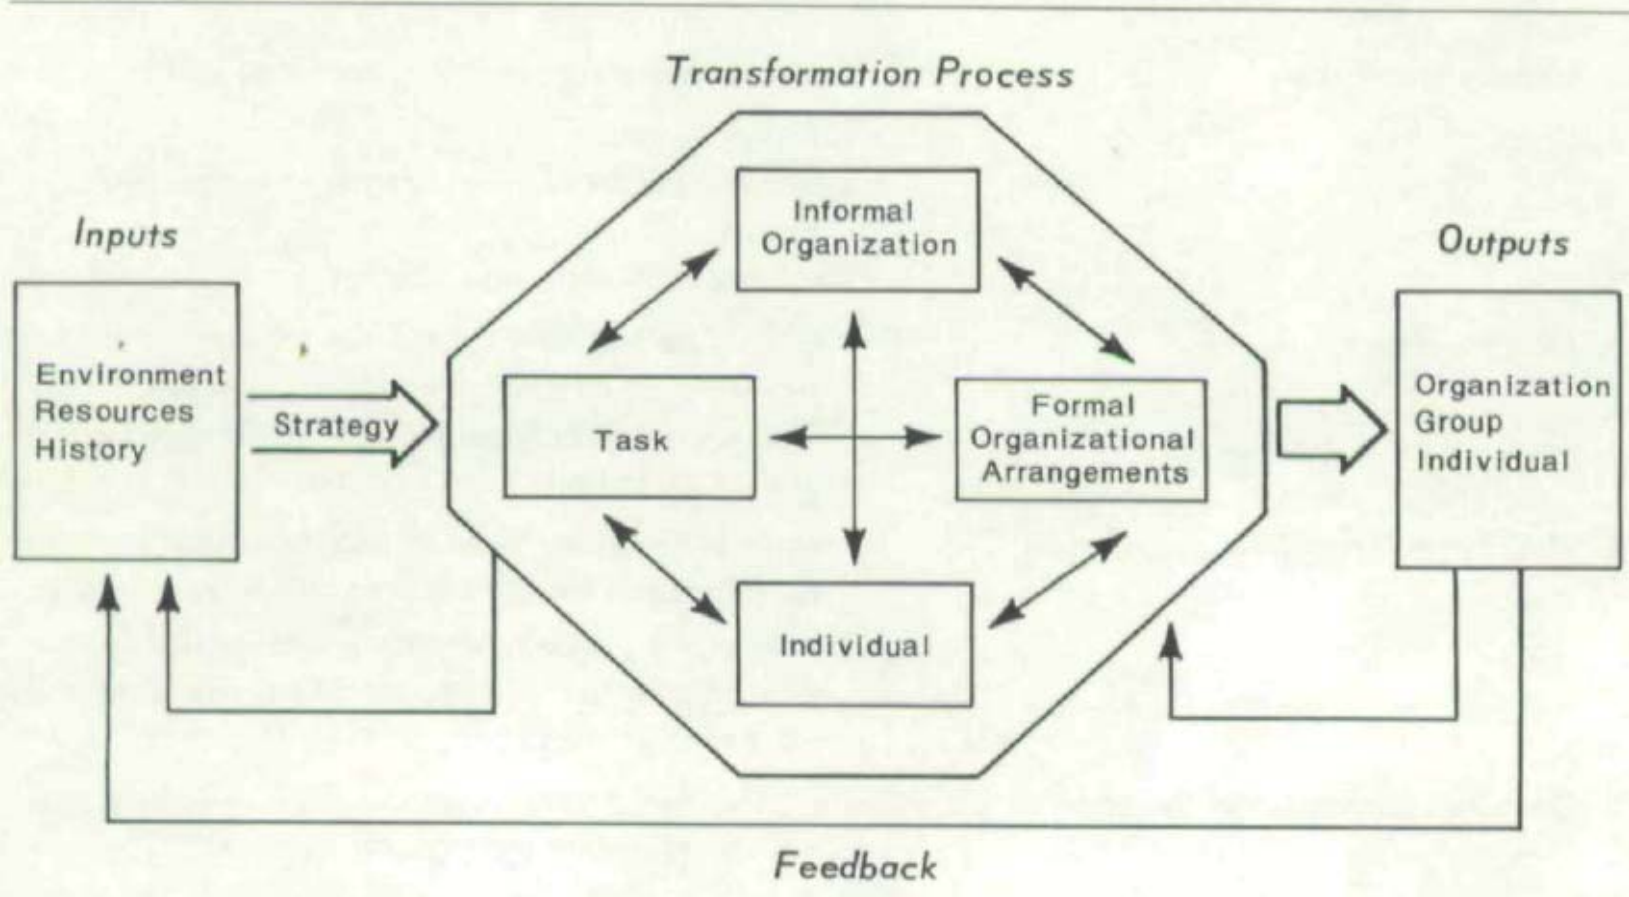 Transformation Process
Inputs
Environment
Resources
History
Strategy
Informal
Organization
Task
Formal
Organizational
Arrangements
Individual
Outputs
Organization
Group
Individual
Feedback